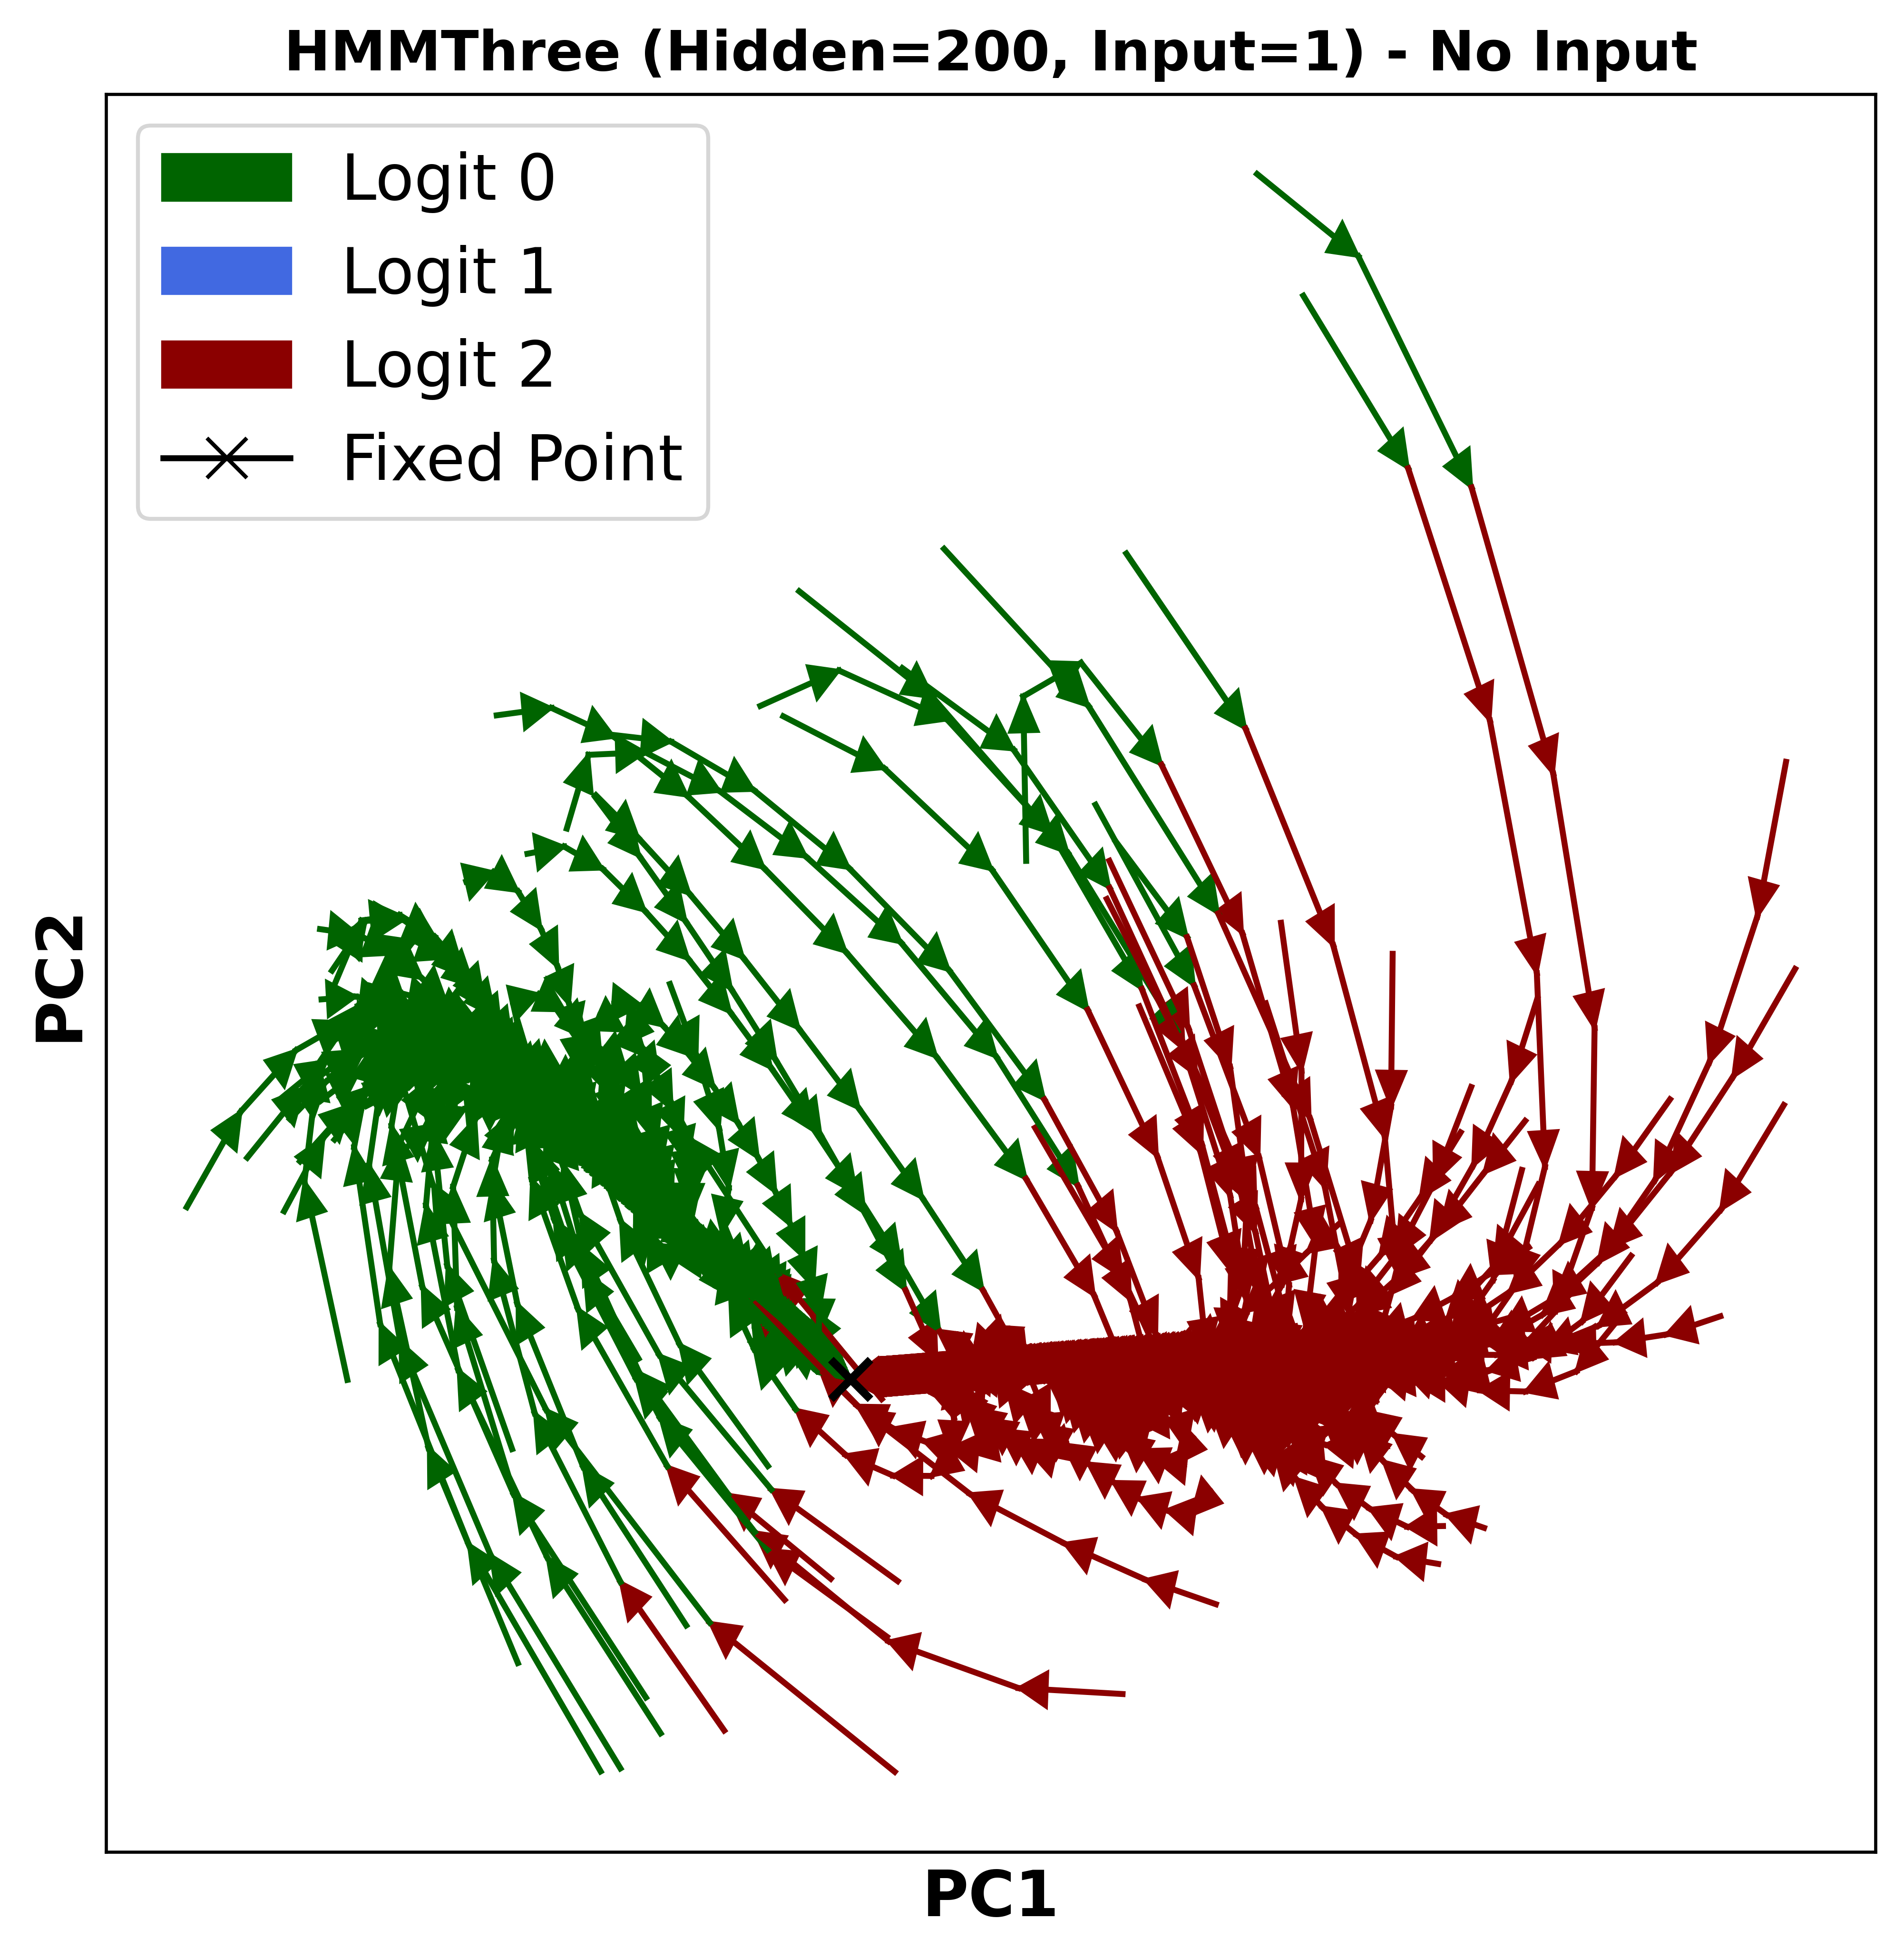 HMMThree (Hidden=200, Input=1) - No Input
Logit 0
Logit 1
Logit 2
Fixed Point
PC2
PC1